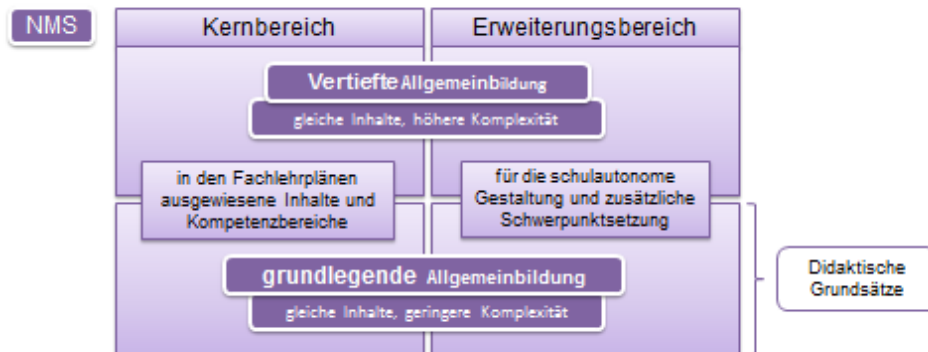 NMS
Kernbereich
Erweiterungsbereich
Vertiefte Allgemeinbildung
gleiche Inhalte, höhere Komplexität
in den Fachlehrplänen
ausgewiesene Inhalte und
Kompetenzbereiche
für die schulautonome
Gestaltung und zusätzliche
Schwerpunktsetzung
grundlegende Allgemeinbildung
gleiche Inhalte, geringere Komplexität
Didaktische
Grundsätze